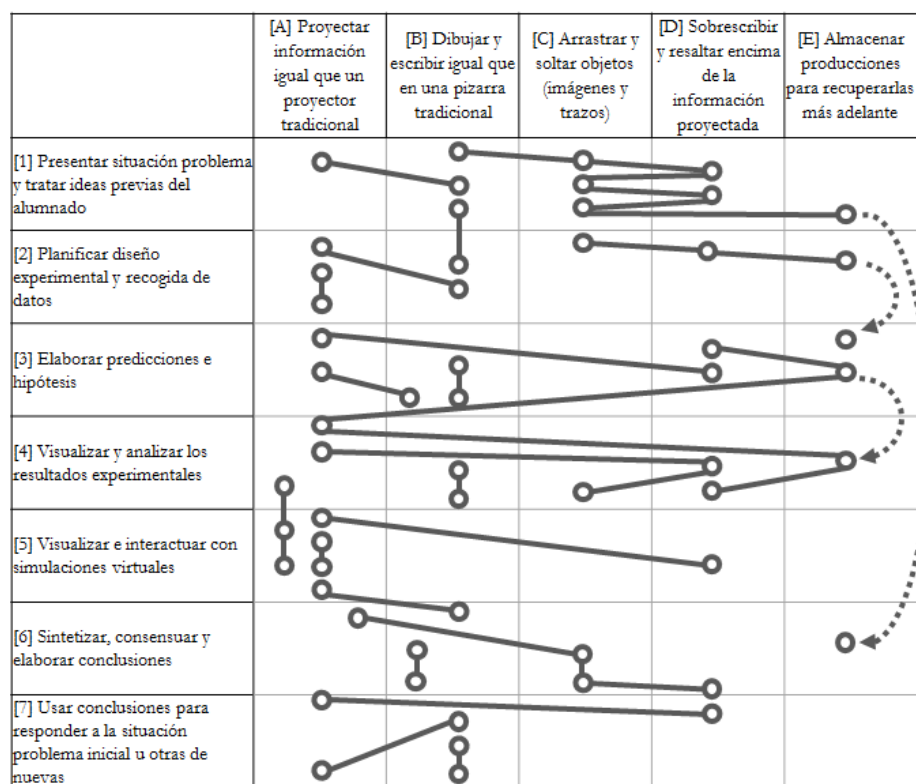 [A] Proyectar
información
igual que un
proyector
tradicional
[B] Dibujar y
escribir igual que
en una pizarra
tradicional
[C] Arrastrar y
soltar objetos
(imágenes y
trazos)
[D] Sobrescribir
y resaltar encima
de la
información
proyectada
[E] Almacenar
producciones
para recuperarlas
más adelante
[1] Presentar situación problema
y tratar ideas previas del
alumnado
[2] Planificar diseño
experimental y recogida de
datos
[3] Elaborar predicciones e
hipótesis
[4] Visualizar y analizar los
resultados experimentales
[5] Visualizar e interactuar con
simulaciones virtuales
[6] Sintetizar, consensuar y
elaborar conclusiones
[7] Usar conclusiones para
responder a la situación
problema inicial u otras de
nuevas